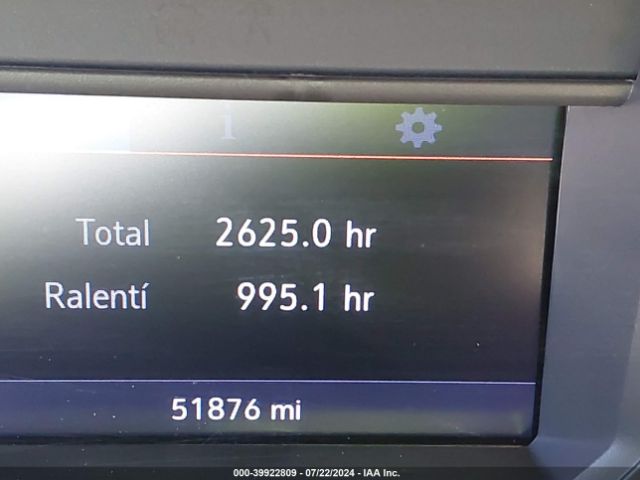 i
Total 2625.0 hr
Ralentí 995.1 hr
51876 mi
000-39922809 - 07/22/2024 - IAA Inc.